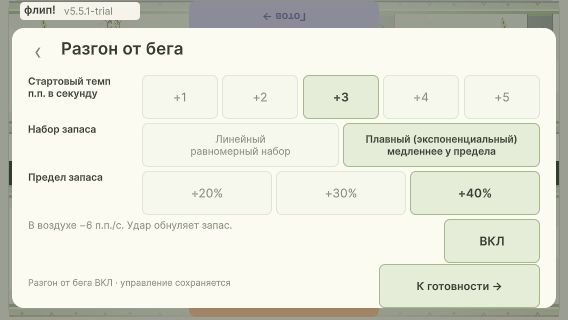 флип! v5.5.1-trial
Готов →
‹ Разгон от бега
Стартовый темп
п.п. в секунду
+1 +2 +3 +4 +5
Набор запаса
Линейный
равномерный набор
Плавный (экспоненциальный)
медленнее у предела
Предел запаса
+20% +30% +40%
В воздухе −6 п.п./с. Удар обнуляет запас.
ВКЛ
Разгон от бега ВКЛ · управление сохраняется
К готовности →